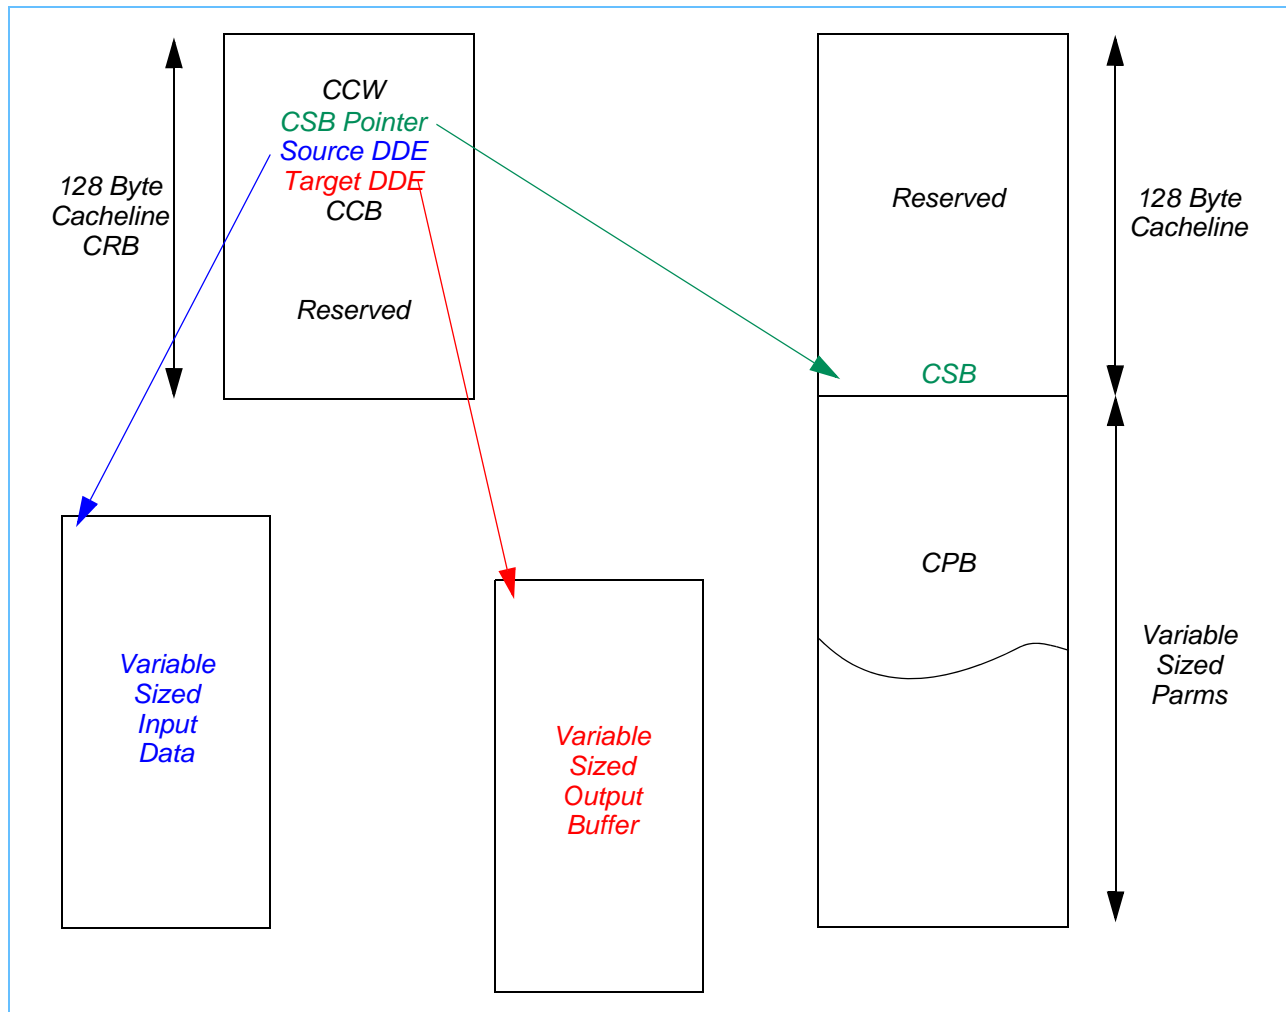 CCW
CSB Pointer
Source DDE
Target DDE
CCB
Reserved
128 Byte
Cacheline
CRB
Reserved
CSB
128 Byte
Cacheline
CPB
Variable
Sized
Parms
Variable
Sized
Input
Data
Variable
Sized
Output
Buffer